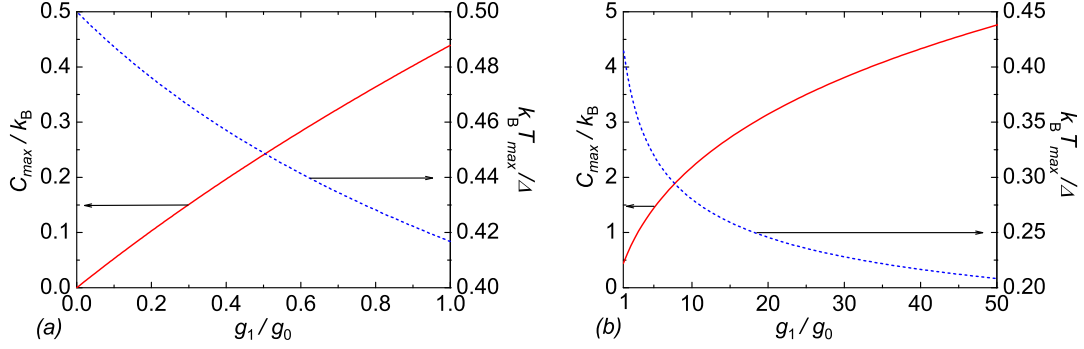 0.5
0.4
0.3
0.2
0.1
0.0
C_max / k_B
0.50
0.48
0.46
0.44
0.42
0.40
k_B T_max / Δ
0.0 0.2 0.4 0.6 0.8 1.0
(a)
g_1 / g_0
5
4
3
2
1
0
C_max / k_B
0.45
0.40
0.35
0.30
0.25
0.20
k_B T_max / Δ
1 10 20 30 40 50
(b)
g_1 / g_0